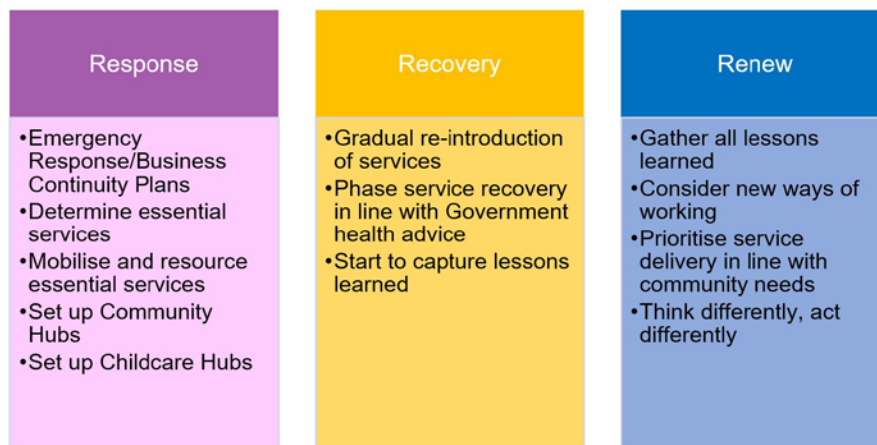 Response
•Emergency
Response/Business
Continuity Plans
•Determine essential
services
•Mobilise and resource
essential services
•Set up Community
Hubs
•Set up Childcare Hubs
Recovery
•Gradual re-introduction
of services
•Phase service recovery
in line with Government
health advice
•Start to capture lessons
learned
Renew
•Gather all lessons
learned
•Consider new ways of
working
•Prioritise service
delivery in line with
community needs
•Think differently, act
differently